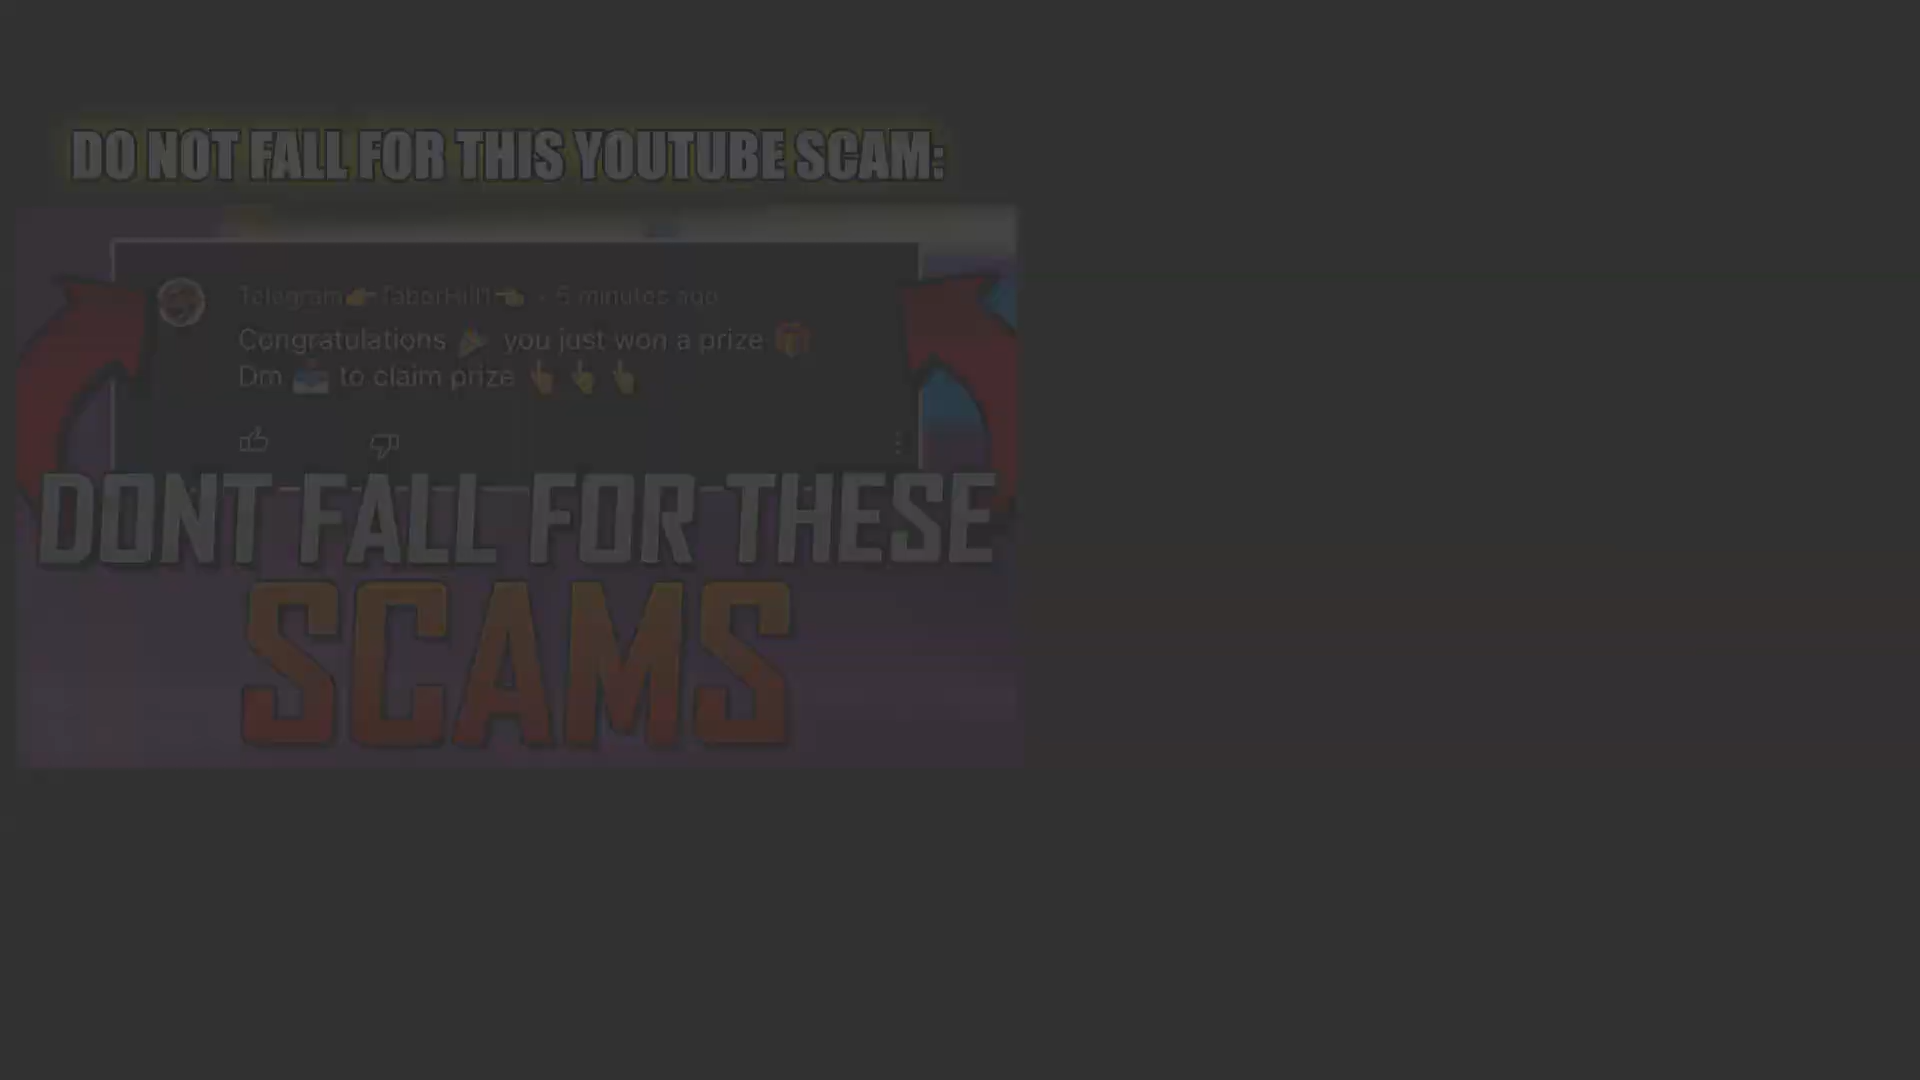 DO NOT FALL FOR THIS YOUTUBE SCAM:
Telegram👉TaborHill1👈 · 5 minutes ago
Congratulations 🎉 you just won a prize 🎁
Dm 📥 to claim prize 👆👆👆
DONT FALL FOR THESE
SCAMS